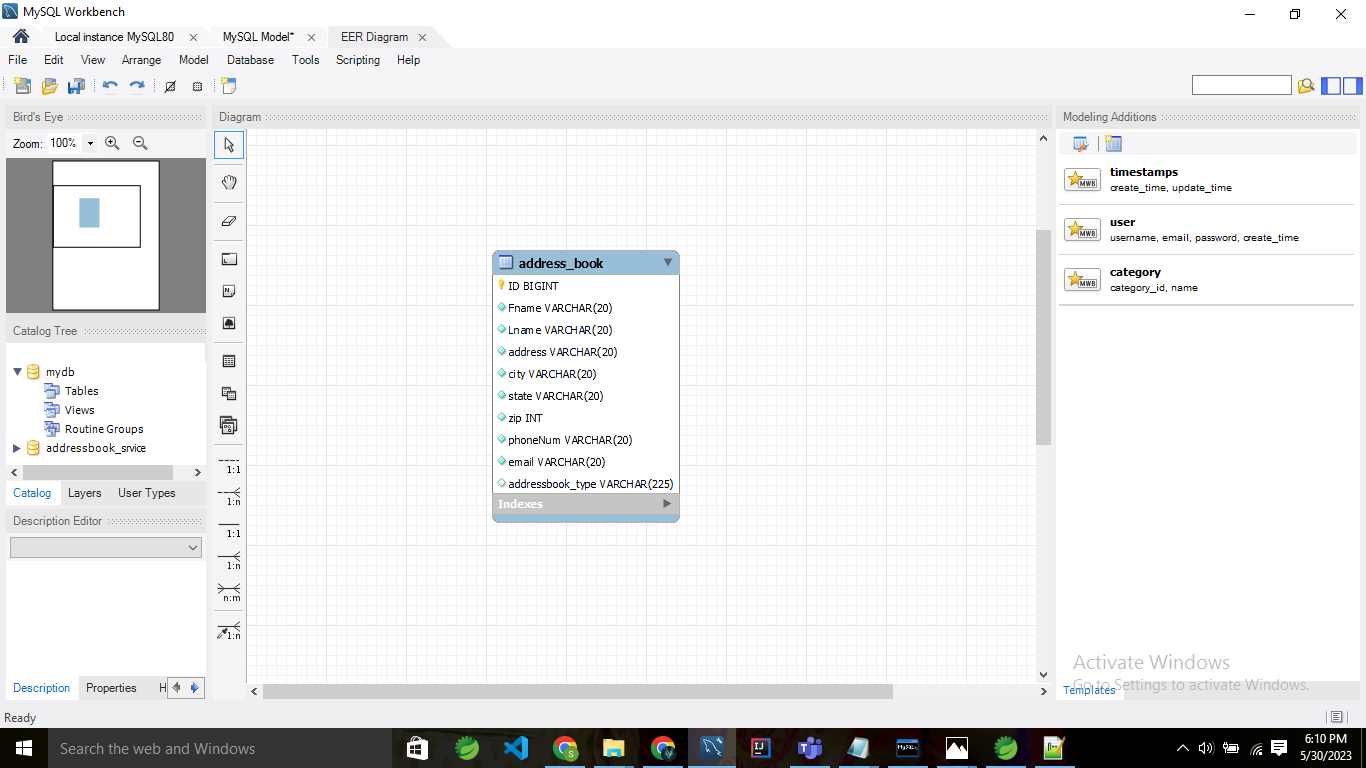 MySQL Workbench
Local instance MySQL80
MySQL Model*
EER Diagram
File Edit View Arrange Model Database Tools Scripting Help
Bird's Eye
Zoom: 100%
Catalog Tree
mydb
Tables
Views
Routine Groups
addressbook_srvice
Catalog Layers User Types
Description Editor
Description Properties H
Diagram
L
N
1:1
1:n
1:1
1:n
n:m
1:n
address_book
ID BIGINT
Fname VARCHAR(20)
Lname VARCHAR(20)
address VARCHAR(20)
city VARCHAR(20)
state VARCHAR(20)
zip INT
phoneNum VARCHAR(20)
email VARCHAR(20)
addressbook_type VARCHAR(225)
Indexes
Modeling Additions
MWB
timestamps
create_time, update_time
MWB
user
username, email, password, create_time
MWB
category
category_id, name
Activate Windows
Go to Settings to activate Windows.
Templates
Ready
Search the web and Windows
S
V
IJ
T
MySQL
6:10 PM
5/30/2023